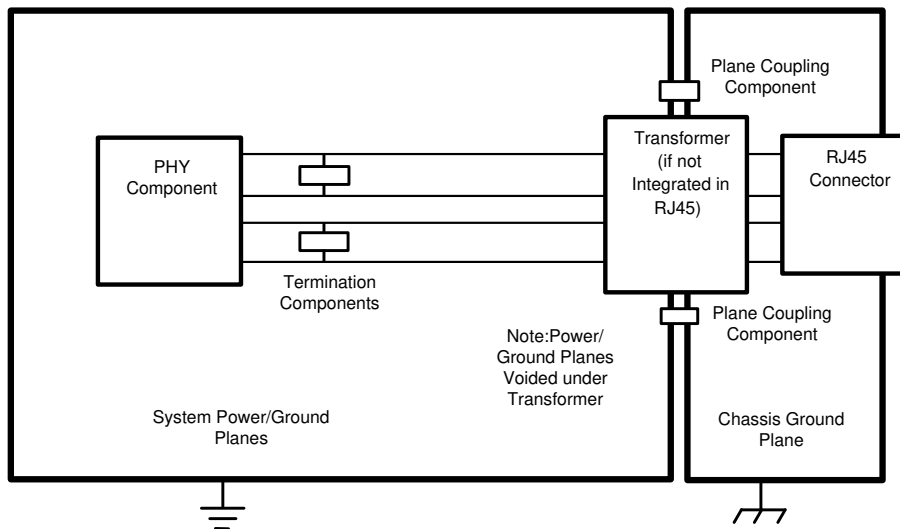 Plane Coupling
Component
Transformer
(if not
Integrated in
RJ45)
RJ45
Connector
PHY
Component
Termination
Components
Plane Coupling
Component
Note:Power/
Ground Planes
Voided under
Transformer
System Power/Ground
Planes
Chassis Ground
Plane